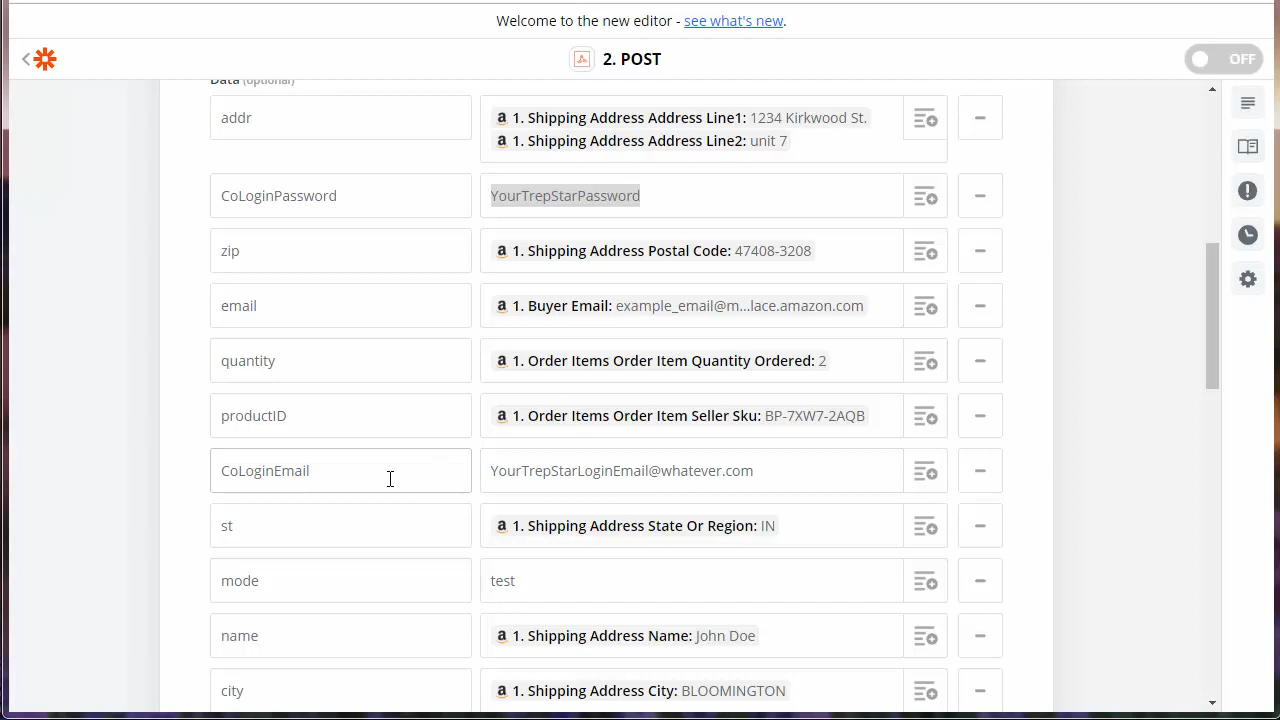 Welcome to the new editor - see what's new.
2. POST
OFF
Data (optional)
addr
a 1. Shipping Address Address Line1: 1234 Kirkwood St.
a 1. Shipping Address Address Line2: unit 7
CoLoginPassword
YourTrepStarPassword
zip
a 1. Shipping Address Postal Code: 47408-3208
email
a 1. Buyer Email: example_email@m...lace.amazon.com
quantity
a 1. Order Items Order Item Quantity Ordered: 2
productID
a 1. Order Items Order Item Seller Sku: BP-7XW7-2AQB
CoLoginEmail
YourTrepStarLoginEmail@whatever.com
st
a 1. Shipping Address State Or Region: IN
mode
test
name
a 1. Shipping Address Name: John Doe
city
a 1. Shipping Address City: BLOOMINGTON